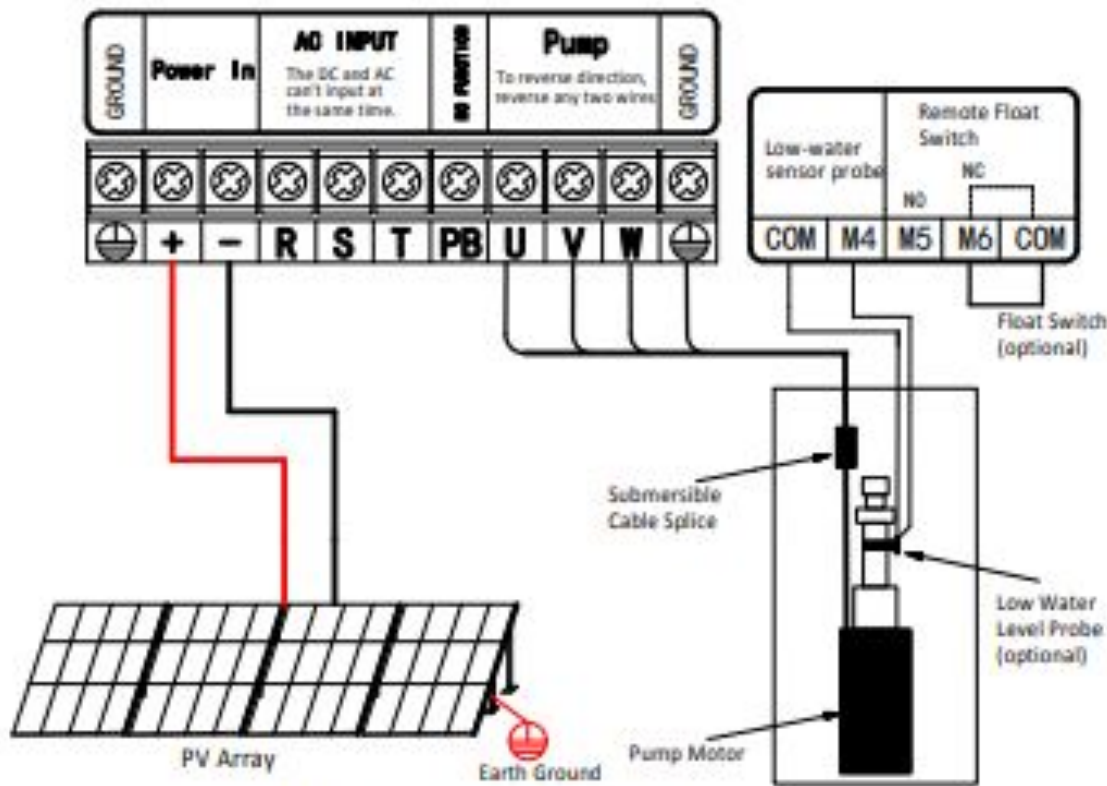 GROUND
Power In
AC INPUT
The DC and AC
can't input at
the same time.
NO FUNCTION
Pump
To reverse direction,
reverse any two wires
GROUND
+ − R S T PB U V W
Low-water
sensor probe
Remote Float
Switch
NC
NO
COM M4 M5 M6 COM
Float Switch
(optional)
Submersible
Cable Splice
Low Water
Level Probe
(optional)
Pump Motor
PV Array
Earth Ground